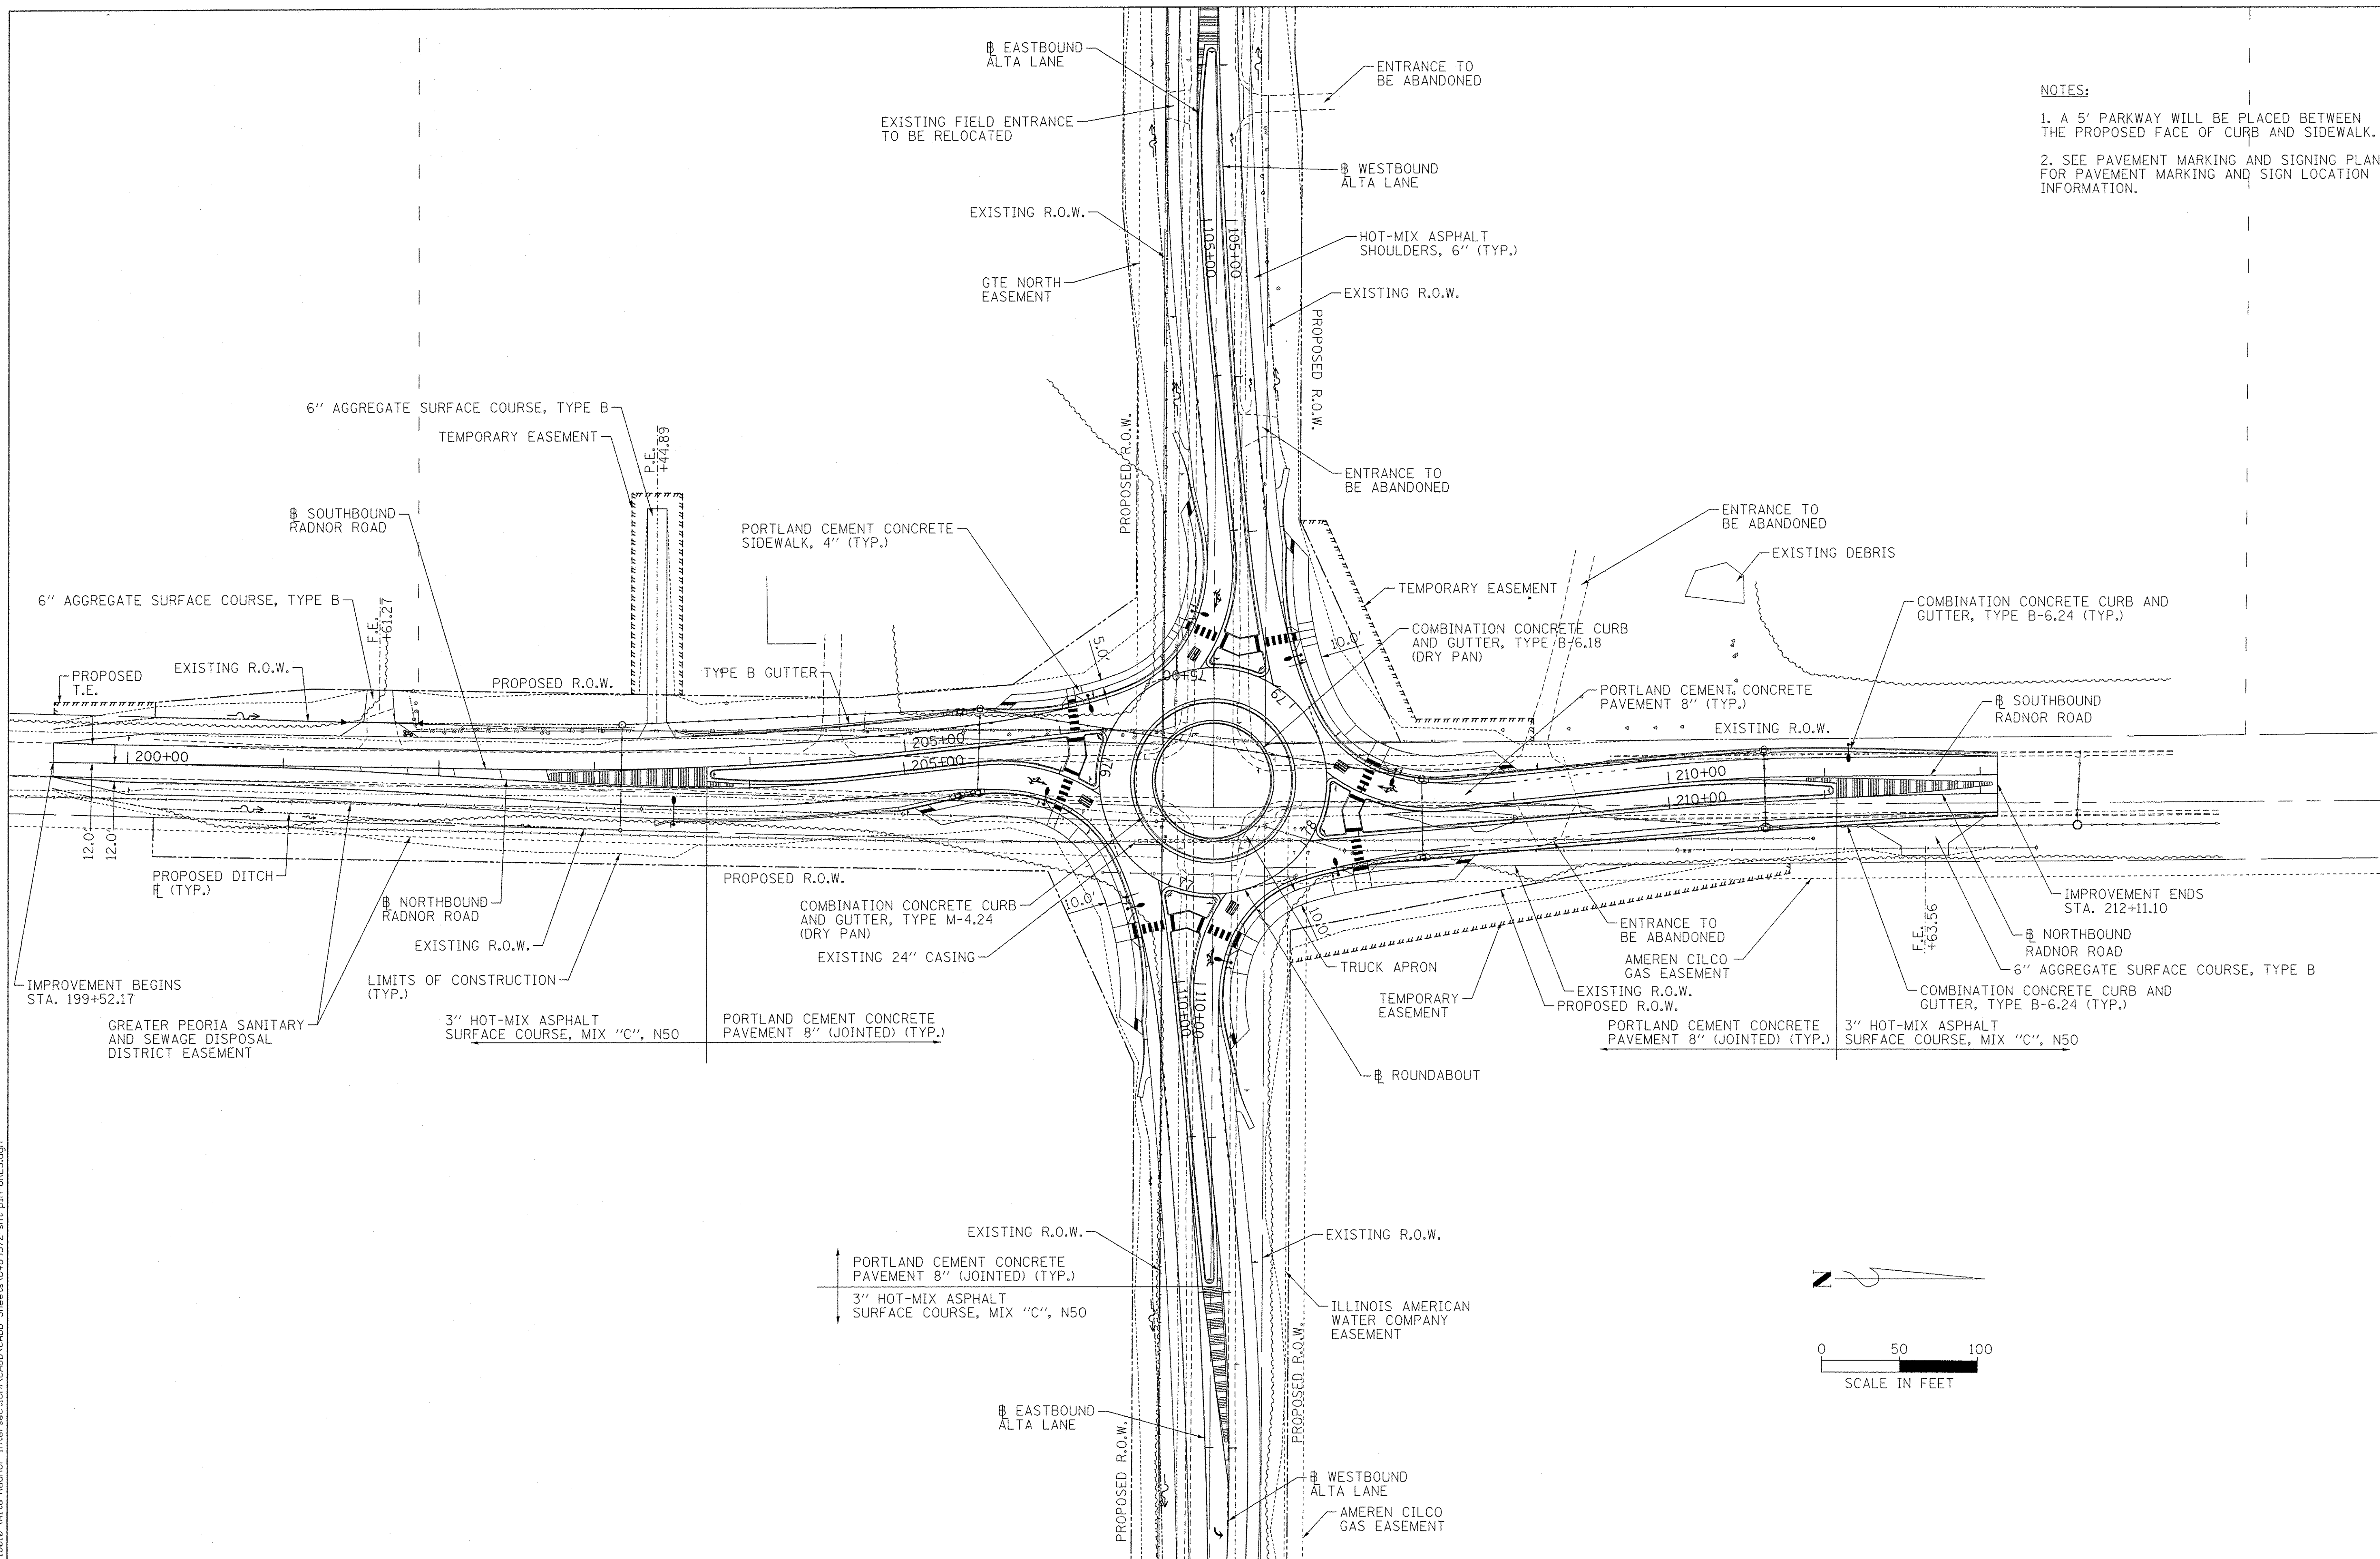 ℄ EASTBOUND
ALTA LANE
ENTRANCE TO
BE ABANDONED
NOTES:
1. A 5' PARKWAY WILL BE PLACED BETWEEN
THE PROPOSED FACE OF CURB AND SIDEWALK.
2. SEE PAVEMENT MARKING AND SIGNING PLAN
FOR PAVEMENT MARKING AND SIGN LOCATION
INFORMATION.
EXISTING FIELD ENTRANCE
TO BE RELOCATED
℄ WESTBOUND
ALTA LANE
EXISTING R.O.W.
105+00
105+00
HOT-MIX ASPHALT
SHOULDERS, 6" (TYP.)
GTE NORTH
EASEMENT
EXISTING R.O.W.
PROPOSED R.O.W.
PROPOSED R.O.W.
6" AGGREGATE SURFACE COURSE, TYPE B
TEMPORARY EASEMENT
P.E.
+44.89
ENTRANCE TO
BE ABANDONED
℄ SOUTHBOUND
RADNOR ROAD
PORTLAND CEMENT CONCRETE
SIDEWALK, 4" (TYP.)
ENTRANCE TO
BE ABANDONED
EXISTING DEBRIS
6" AGGREGATE SURFACE COURSE, TYPE B
F.E.
+61.27
TEMPORARY EASEMENT
COMBINATION CONCRETE CURB AND
GUTTER, TYPE B-6.24 (TYP.)
COMBINATION CONCRETE CURB
AND GUTTER, TYPE B-6.18
(DRY PAN)
5.0'
10.0'
PROPOSED
T.E.
EXISTING R.O.W.
PROPOSED R.O.W.
TYPE B GUTTER
75+00
79
PORTLAND CEMENT CONCRETE
PAVEMENT 8" (TYP.)
℄ SOUTHBOUND
RADNOR ROAD
EXISTING R.O.W.
200+00
205+00
205+00
76
210+00
210+00
78
12.0'
12.0'
PROPOSED DITCH
℄ (TYP.)
℄ NORTHBOUND
RADNOR ROAD
PROPOSED R.O.W.
COMBINATION CONCRETE CURB
AND GUTTER, TYPE M-4.24
(DRY PAN)
10.0'
77
10.0'
EXISTING R.O.W.
EXISTING 24" CASING
TRUCK APRON
ENTRANCE TO
BE ABANDONED
F.E.
+63.56
IMPROVEMENT ENDS
STA. 212+11.10
℄ NORTHBOUND
RADNOR ROAD
AMEREN CILCO
GAS EASEMENT
6" AGGREGATE SURFACE COURSE, TYPE B
IMPROVEMENT BEGINS
STA. 199+52.17
LIMITS OF CONSTRUCTION
(TYP.)
TEMPORARY
EASEMENT
EXISTING R.O.W.
PROPOSED R.O.W.
COMBINATION CONCRETE CURB AND
GUTTER, TYPE B-6.24 (TYP.)
GREATER PEORIA SANITARY
AND SEWAGE DISPOSAL
DISTRICT EASEMENT
3" HOT-MIX ASPHALT
SURFACE COURSE, MIX "C", N50
PORTLAND CEMENT CONCRETE
PAVEMENT 8" (JOINTED) (TYP.)
110+00
110+00
PORTLAND CEMENT CONCRETE
PAVEMENT 8" (JOINTED) (TYP.)
3" HOT-MIX ASPHALT
SURFACE COURSE, MIX "C", N50
℄ ROUNDABOUT
EXISTING R.O.W.
EXISTING R.O.W.
PORTLAND CEMENT CONCRETE
PAVEMENT 8" (JOINTED) (TYP.)
3" HOT-MIX ASPHALT
SURFACE COURSE, MIX "C", N50
ILLINOIS AMERICAN
WATER COMPANY
EASEMENT
N
0 50 100
SCALE IN FEET
PROPOSED R.O.W.
PROPOSED R.O.W.
℄ EASTBOUND
ALTA LANE
℄ WESTBOUND
ALTA LANE
AMEREN CILCO
GAS EASEMENT